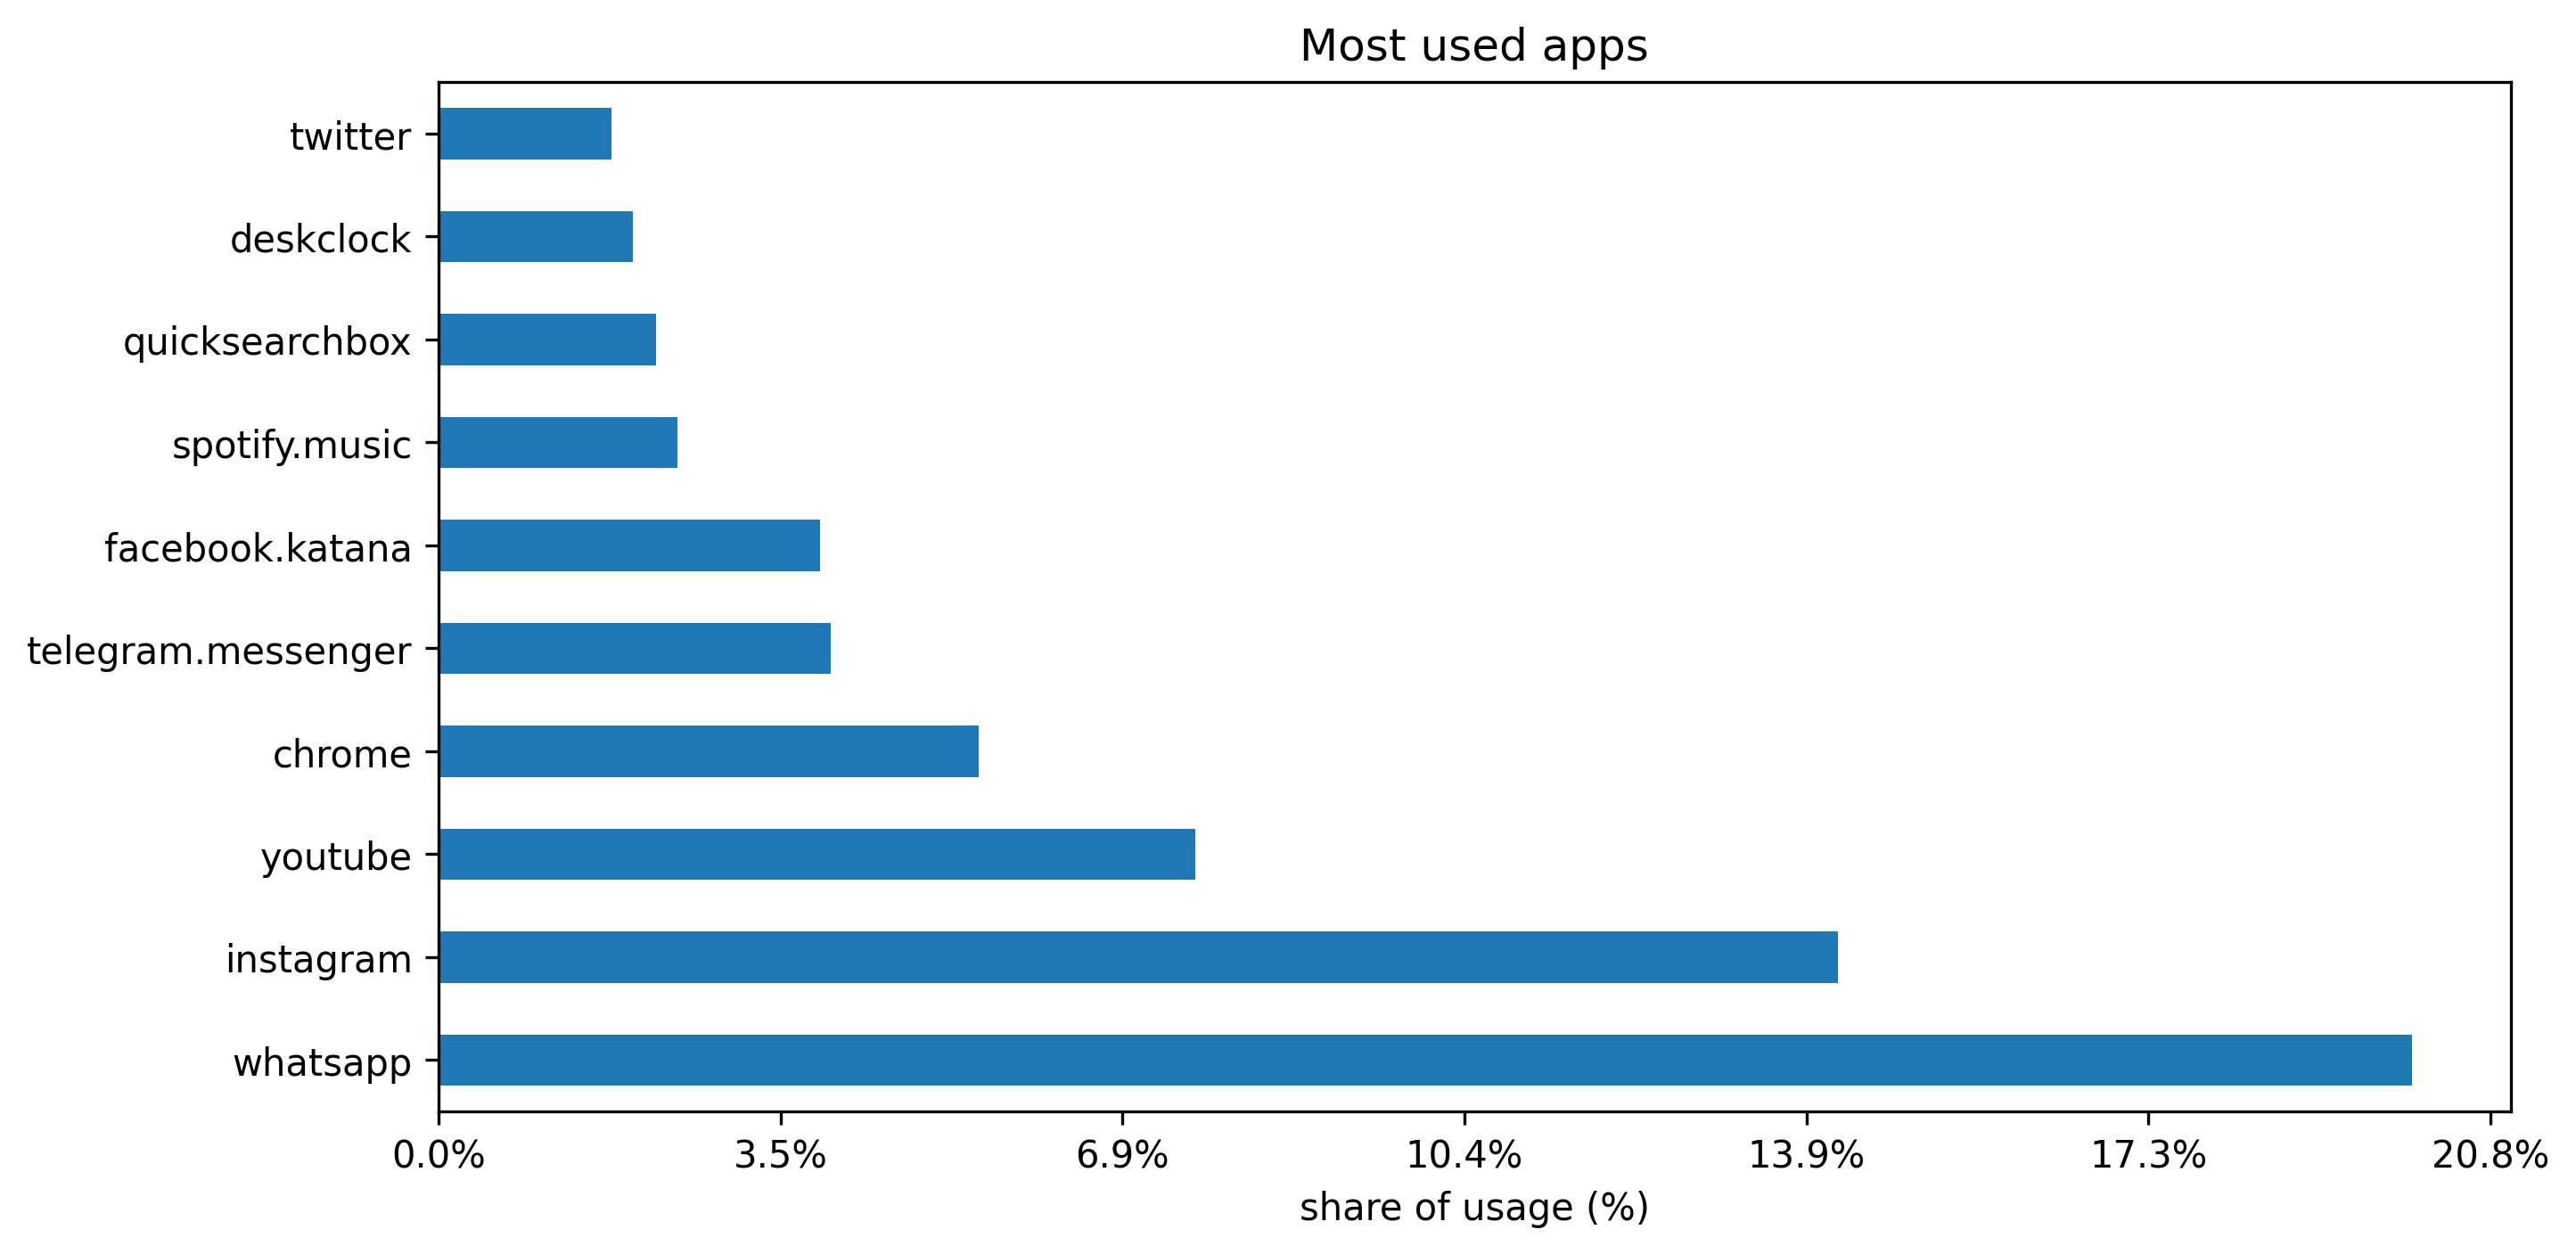 Most used apps
twitter
deskclock
quicksearchbox
spotify.music
facebook.katana
telegram.messenger
chrome
youtube
instagram
whatsapp
0.0% 3.5% 6.9% 10.4% 13.9% 17.3% 20.8%
share of usage (%)